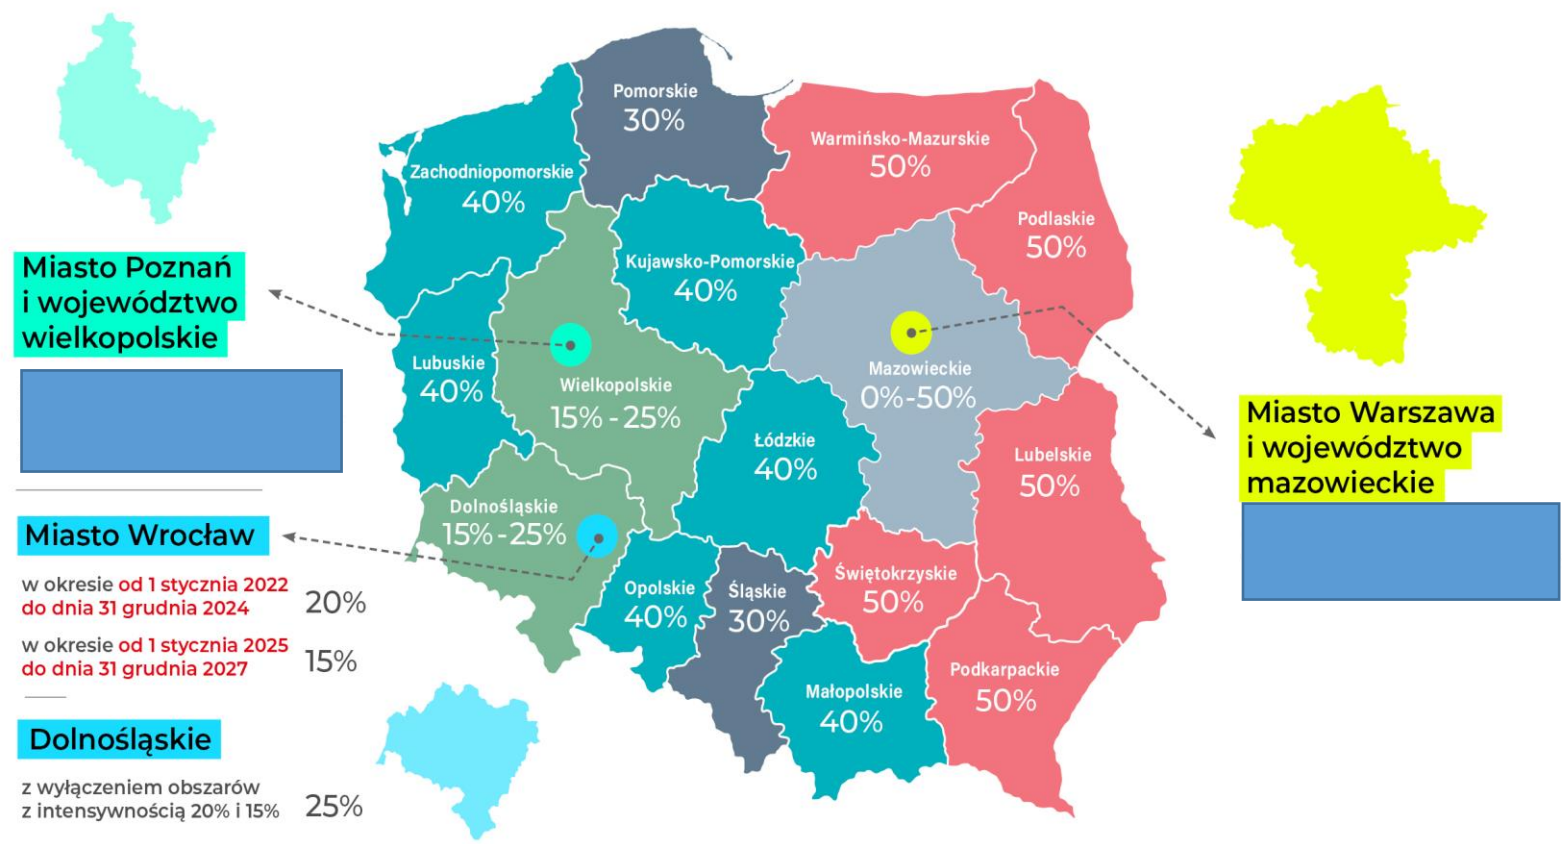 Miasto Poznań
i województwo
wielkopolskie
Miasto Wrocław
w okresie od 1 stycznia 2022
do dnia 31 grudnia 2024
20%
w okresie od 1 stycznia 2025
do dnia 31 grudnia 2027
15%
Dolnośląskie
z wyłączeniem obszarów
z intensywnością 20% i 15%
25%
Pomorskie
30%
Zachodniopomorskie
40%
Warmińsko-Mazurskie
50%
Podlaskie
50%
Kujawsko-Pomorskie
40%
Lubuskie
40%
Wielkopolskie
15% - 25%
Mazowieckie
0%-50%
Łódzkie
40%
Lubelskie
50%
Dolnośląskie
15% - 25%
Opolskie
40%
Śląskie
30%
Świętokrzyskie
50%
Małopolskie
40%
Podkarpackie
50%
Miasto Warszawa
i województwo
mazowieckie